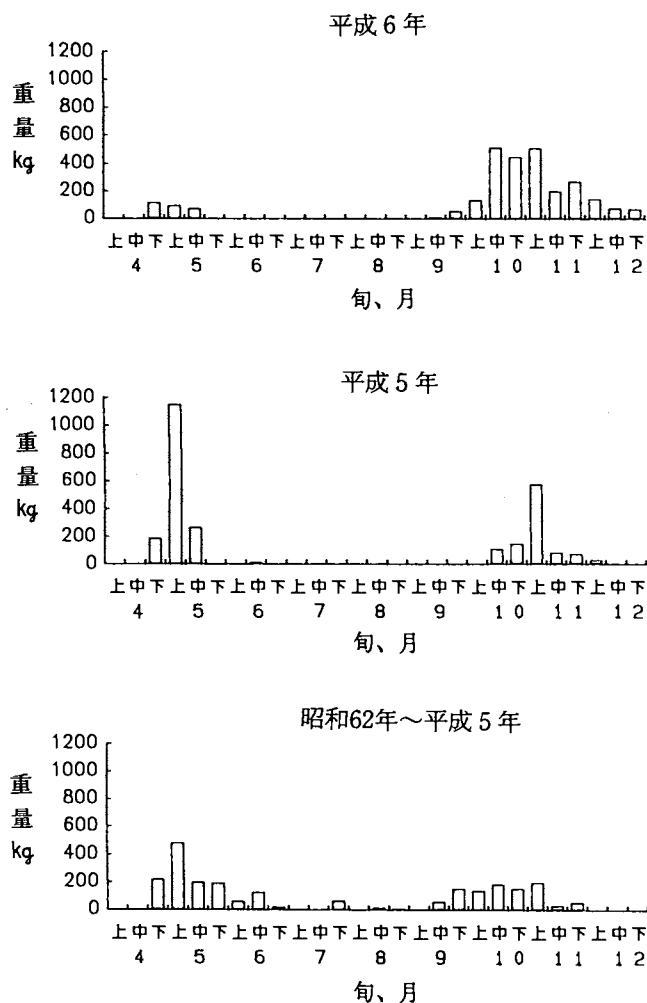 平成6年
1200
1000
800
600
400
200
0
重
量
kg
上 中 下 上 中 下 上 中 下 上 中 下 上 中 下 上 中 下 上 中 下 上 中 下 上 中 下
4 5 6 7 8 9 10 11 12
旬、月
平成5年
1200
1000
800
600
400
200
0
重
量
kg
上 中 下 上 中 下 上 中 下 上 中 下 上 中 下 上 中 下 上 中 下 上 中 下 上 中 下
4 5 6 7 8 9 10 11 12
旬、月
昭和62年～平成5年
1200
1000
800
600
400
200
0
重
量
kg
上 中 下 上 中 下 上 中 下 上 中 下 上 中 下 上 中 下 上 中 下 上 中 下 上 中 下
4 5 6 7 8 9 10 11 12
旬、月